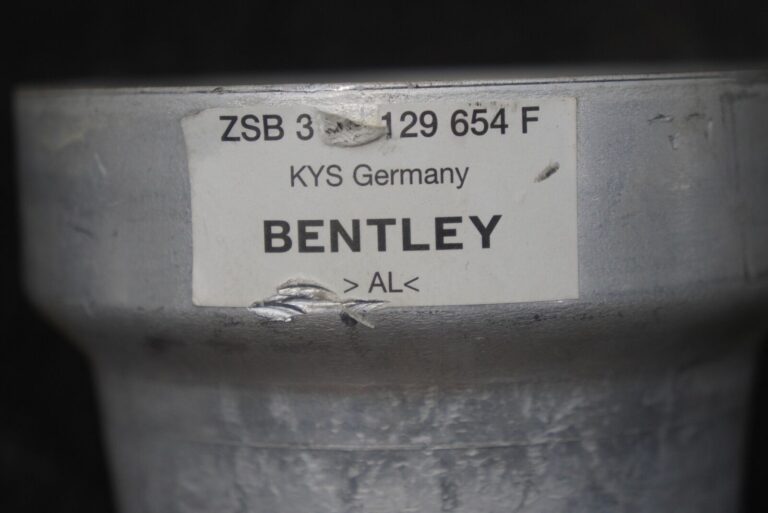 ZSB 3 129 654 F
KYS Germany
BENTLEY
> AL<